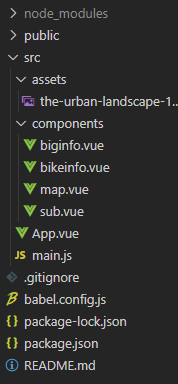 node_modules
public
src
assets
the-urban-landscape-1...
components
biginfo.vue
bikeinfo.vue
map.vue
sub.vue
App.vue
main.js
.gitignore
babel.config.js
package-lock.json
package.json
README.md